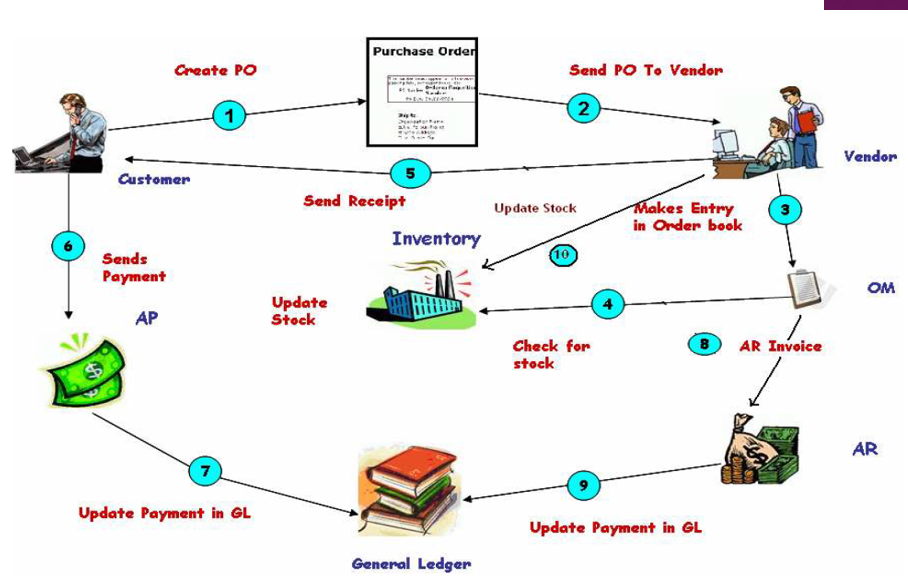 Purchase Order
Create PO
Send PO To Vendor
1
2
Ship to:
Vendor
5
Customer
Send Receipt
3
Update Stock
Makes Entry
in Order book
6
Inventory
10
Sends
Payment
OM
Update
Stock
4
AP
8
AR Invoice
Check for
stock
AR
7
9
Update Payment in GL
Update Payment in GL
General Ledger